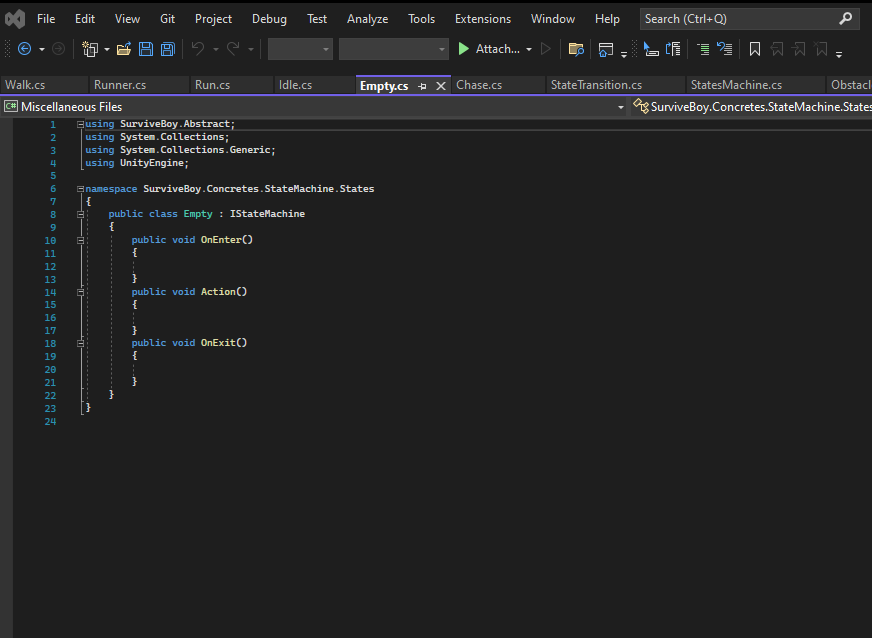 File Edit View Git Project Debug Test Analyze Tools Extensions Window Help Search (Ctrl+Q)
Attach...
Walk.cs Runner.cs Run.cs Idle.cs Empty.cs Chase.cs StateTransition.cs StatesMachine.cs Obstacl
C# Miscellaneous Files SurviveBoy.Concretes.StateMachine.States
1 using SurviveBoy.Abstract;
2 using System.Collections;
3 using System.Collections.Generic;
4 using UnityEngine;
5
6 namespace SurviveBoy.Concretes.StateMachine.States
7 {
8 public class Empty : IStateMachine
9 {
10 public void OnEnter()
11 {
12
13 }
14 public void Action()
15 {
16
17 }
18 public void OnExit()
19 {
20
21 }
22 }
23 }
24